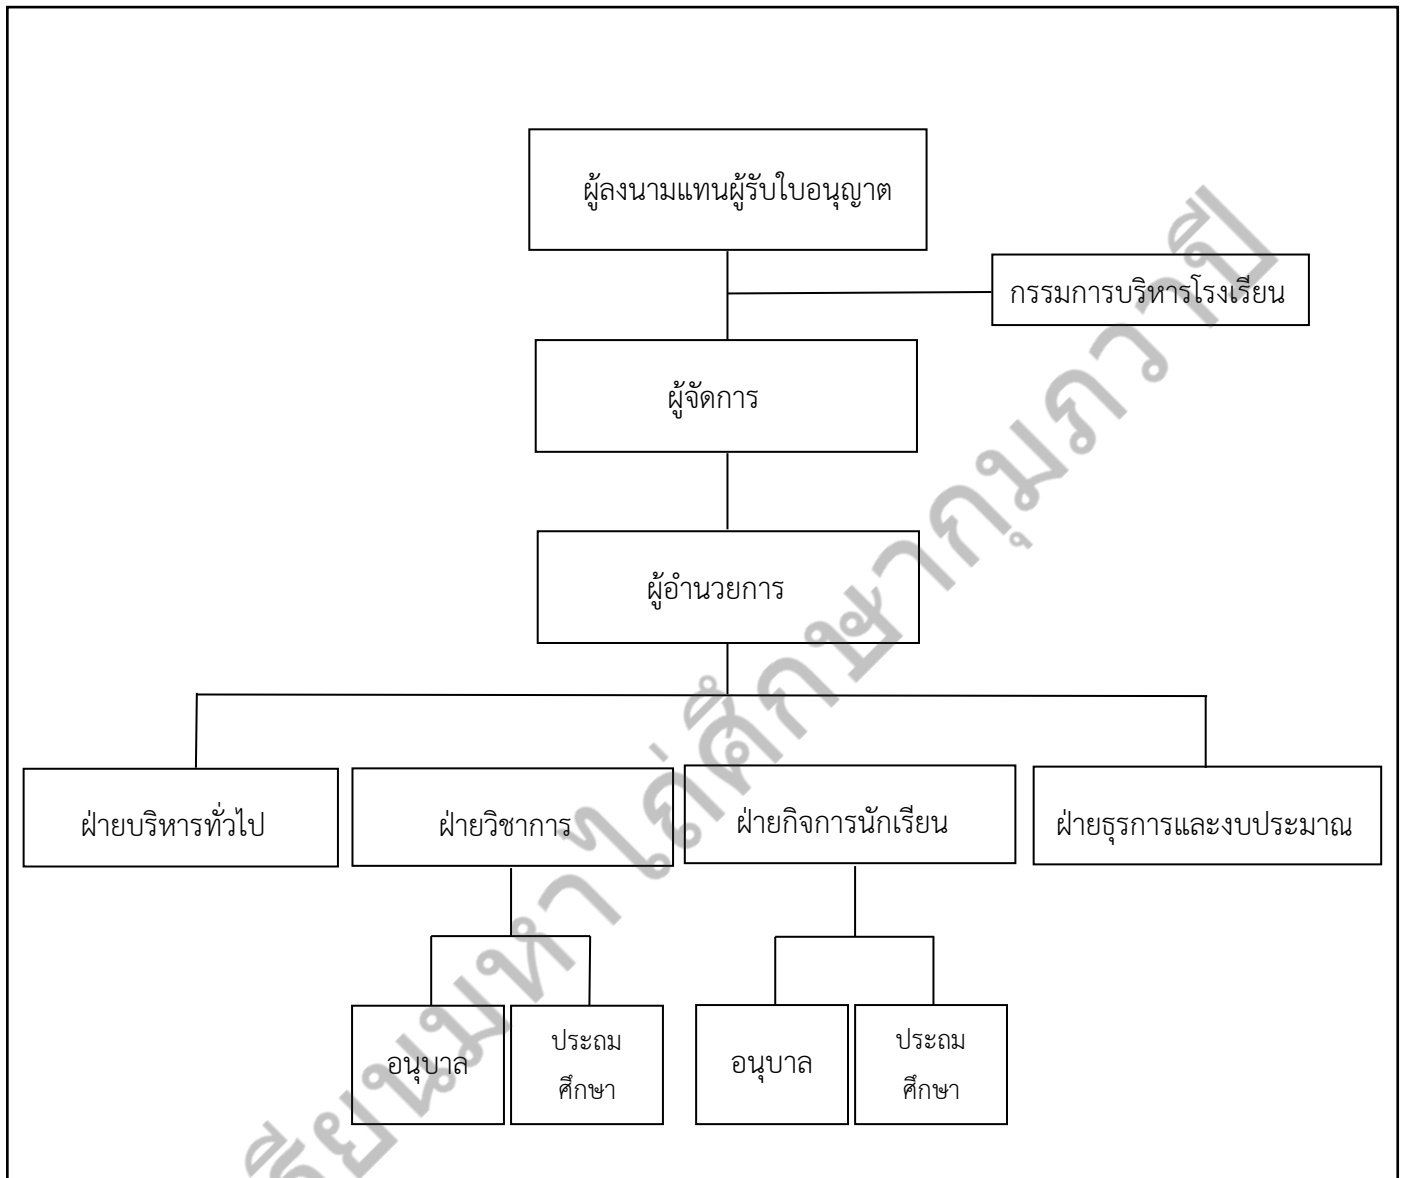 ผู้ลงนามแทนผู้รับใบอนุญาต
กรรมการบริหารโรงเรียน
ผู้จัดการ
ผู้อำนวยการ
ฝ่ายบริหารทั่วไป
ฝ่ายวิชาการ
ฝ่ายกิจการนักเรียน
ฝ่ายธุรการและงบประมาณ
อนุบาล
ประถม
ศึกษา
อนุบาล
ประถม
ศึกษา